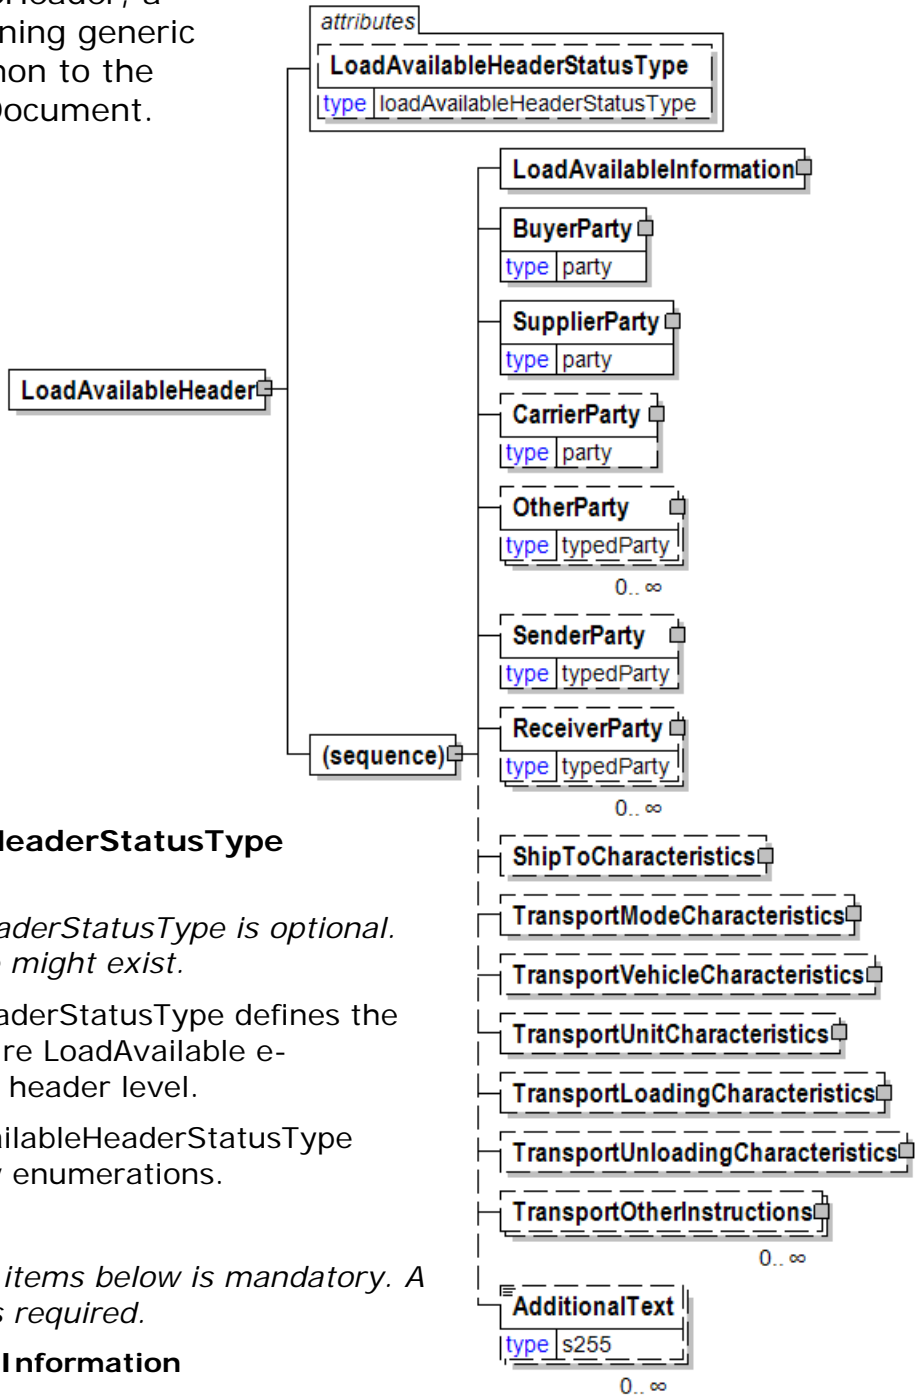 ning generic
non to the
Document.
LeaderStatusType
aderStatusType is optional.
might exist.
aderStatusType defines the
re LoadAvailable e-
header level.
ailableHeaderStatusType
enumerations.
items below is mandatory. A
s required.
Information
attributes
LoadAvailableHeaderStatusType
type loadAvailableHeaderStatusType
LoadAvailableHeader
(sequence)
LoadAvailableInformation
BuyerParty
type party
SupplierParty
type party
CarrierParty
type party
OtherParty
type typedParty
0.. ∞
SenderParty
type typedParty
ReceiverParty
type typedParty
0.. ∞
ShipToCharacteristics
TransportModeCharacteristics
TransportVehicleCharacteristics
TransportUnitCharacteristics
TransportLoadingCharacteristics
TransportUnloadingCharacteristics
TransportOtherInstructions
0.. ∞
AdditionalText
type s255
0.. ∞